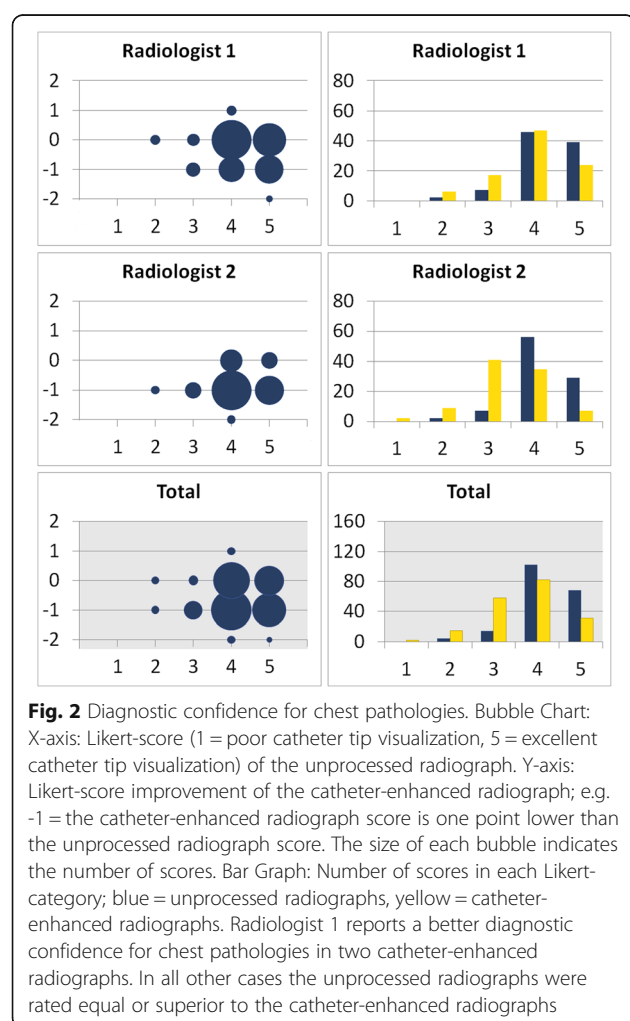 Radiologist 1
2
1
0
-1
-2
1 2 3 4 5
Radiologist 1
80
60
40
20
0
1 2 3 4 5
Radiologist 2
2
1
0
-1
-2
1 2 3 4 5
Radiologist 2
80
60
40
20
0
1 2 3 4 5
Total
2
1
0
-1
-2
1 2 3 4 5
Total
160
120
80
40
0
1 2 3 4 5
Fig. 2 Diagnostic confidence for chest pathologies. Bubble Chart:
X-axis: Likert-score (1 = poor catheter tip visualization, 5 = excellent
catheter tip visualization) of the unprocessed radiograph. Y-axis:
Likert-score improvement of the catheter-enhanced radiograph; e.g.
-1 = the catheter-enhanced radiograph score is one point lower than
the unprocessed radiograph score. The size of each bubble indicates
the number of scores. Bar Graph: Number of scores in each Likert-
category; blue = unprocessed radiographs, yellow = catheter-
enhanced radiographs. Radiologist 1 reports a better diagnostic
confidence for chest pathologies in two catheter-enhanced
radiographs. In all other cases the unprocessed radiographs were
rated equal or superior to the catheter-enhanced radiographs